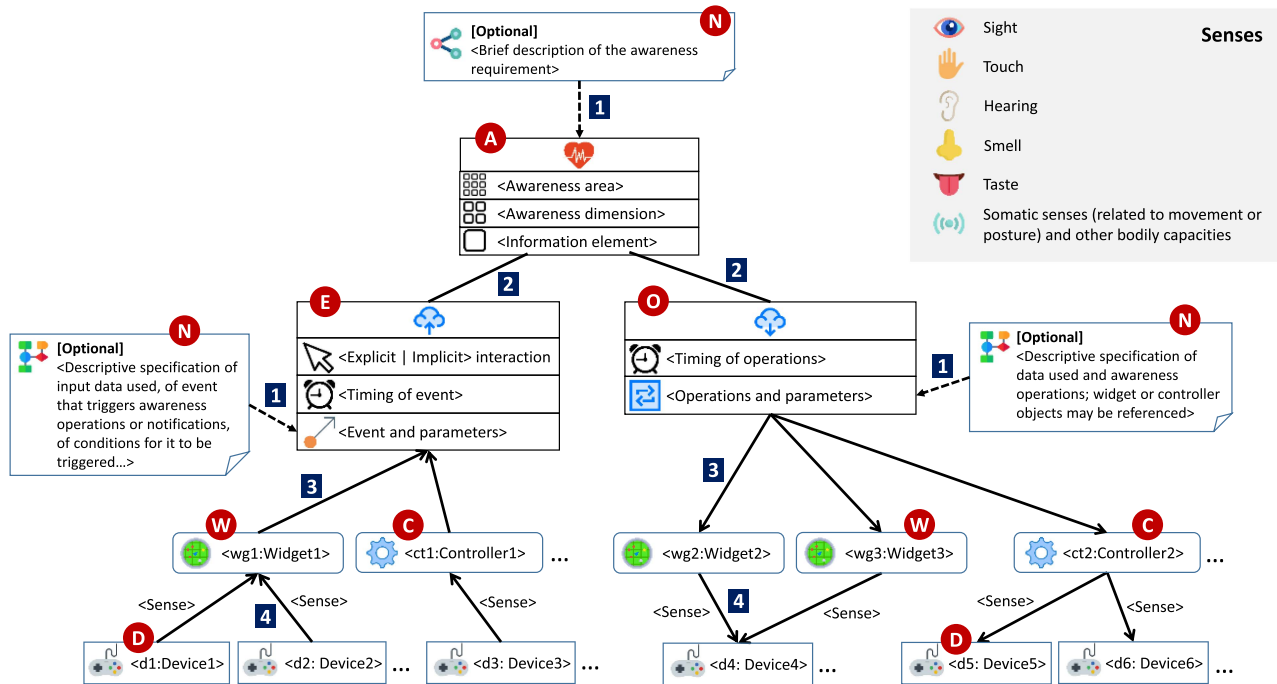 N
[Optional]
<Brief description of the awareness
requirement>
Senses
Sight
Touch
Hearing
Smell
Taste
Somatic senses (related to movement or
posture) and other bodily capacities
1
A
<Awareness area>
<Awareness dimension>
<Information element>
2
2
E
<Explicit | Implicit> interaction
<Timing of event>
<Event and parameters>
O
<Timing of operations>
<Operations and parameters>
N
[Optional]
<Descriptive specification of
input data used, of event
that triggers awareness
operations or notifications,
of conditions for it to be
triggered...>
1
N
[Optional]
<Descriptive specification of
data used and awareness
operations; widget or controller
objects may be referenced>
1
3
3
W
<wg1:Widget1>
C
<ct1:Controller1>
...
<wg2:Widget2>
W
<wg3:Widget3>
C
<ct2:Controller2>
...
<Sense>
4
<Sense>
<Sense>
<Sense>
4
<Sense>
<Sense>
<Sense>
D
<d1:Device1>
<d2: Device2>
...
<d3: Device3>
...
<d4: Device4>
...
D
<d5: Device5>
<d6: Device6>
...